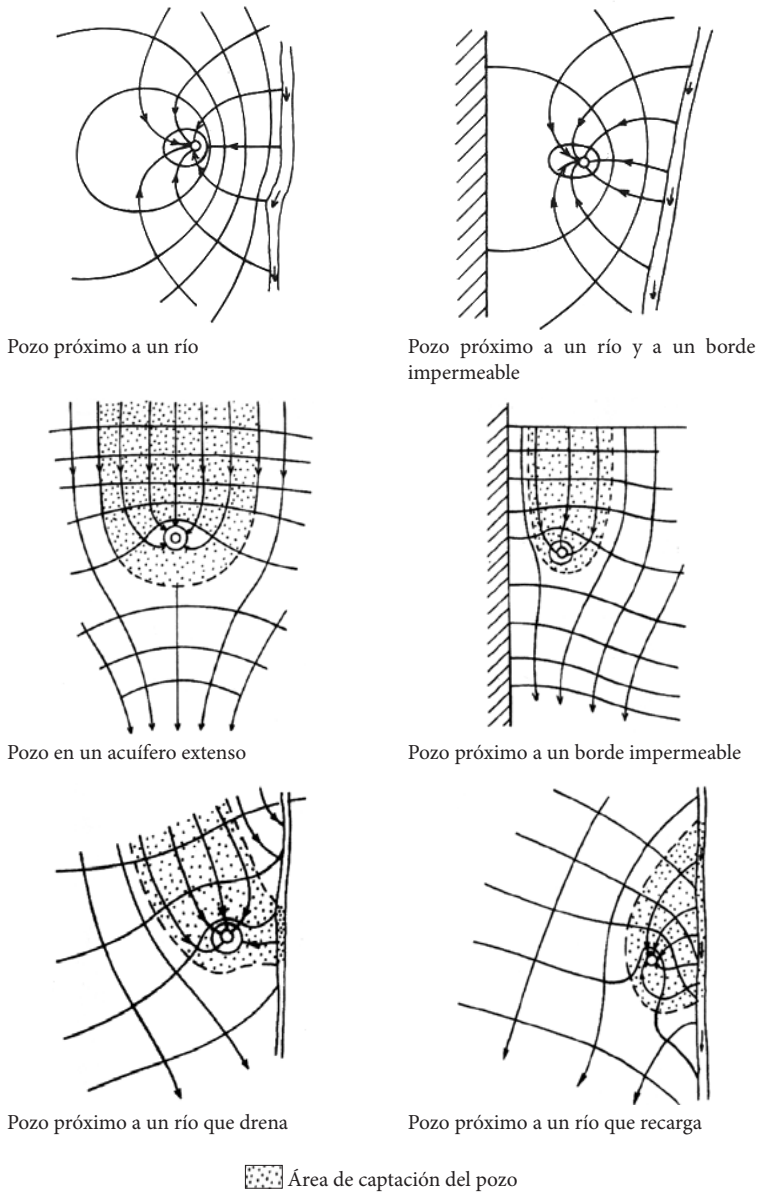 Pozo próximo a un río
Pozo próximo a un río y a un borde
impermeable
Pozo en un acuífero extenso
Pozo próximo a un borde impermeable
Pozo próximo a un río que drena
Pozo próximo a un río que recarga
Área de captación del pozo